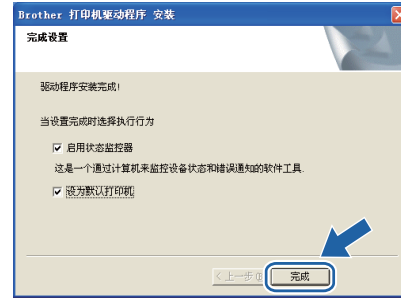 Brother 打印机驱动程序 安装
完成设置
驱动程序安装完成!
当设置完成时选择执行行为
启用状态监控器
这是一个通过计算机来监控设备状态和错误通知的软件工具.
设为默认打印机
<上一步(B) 完成